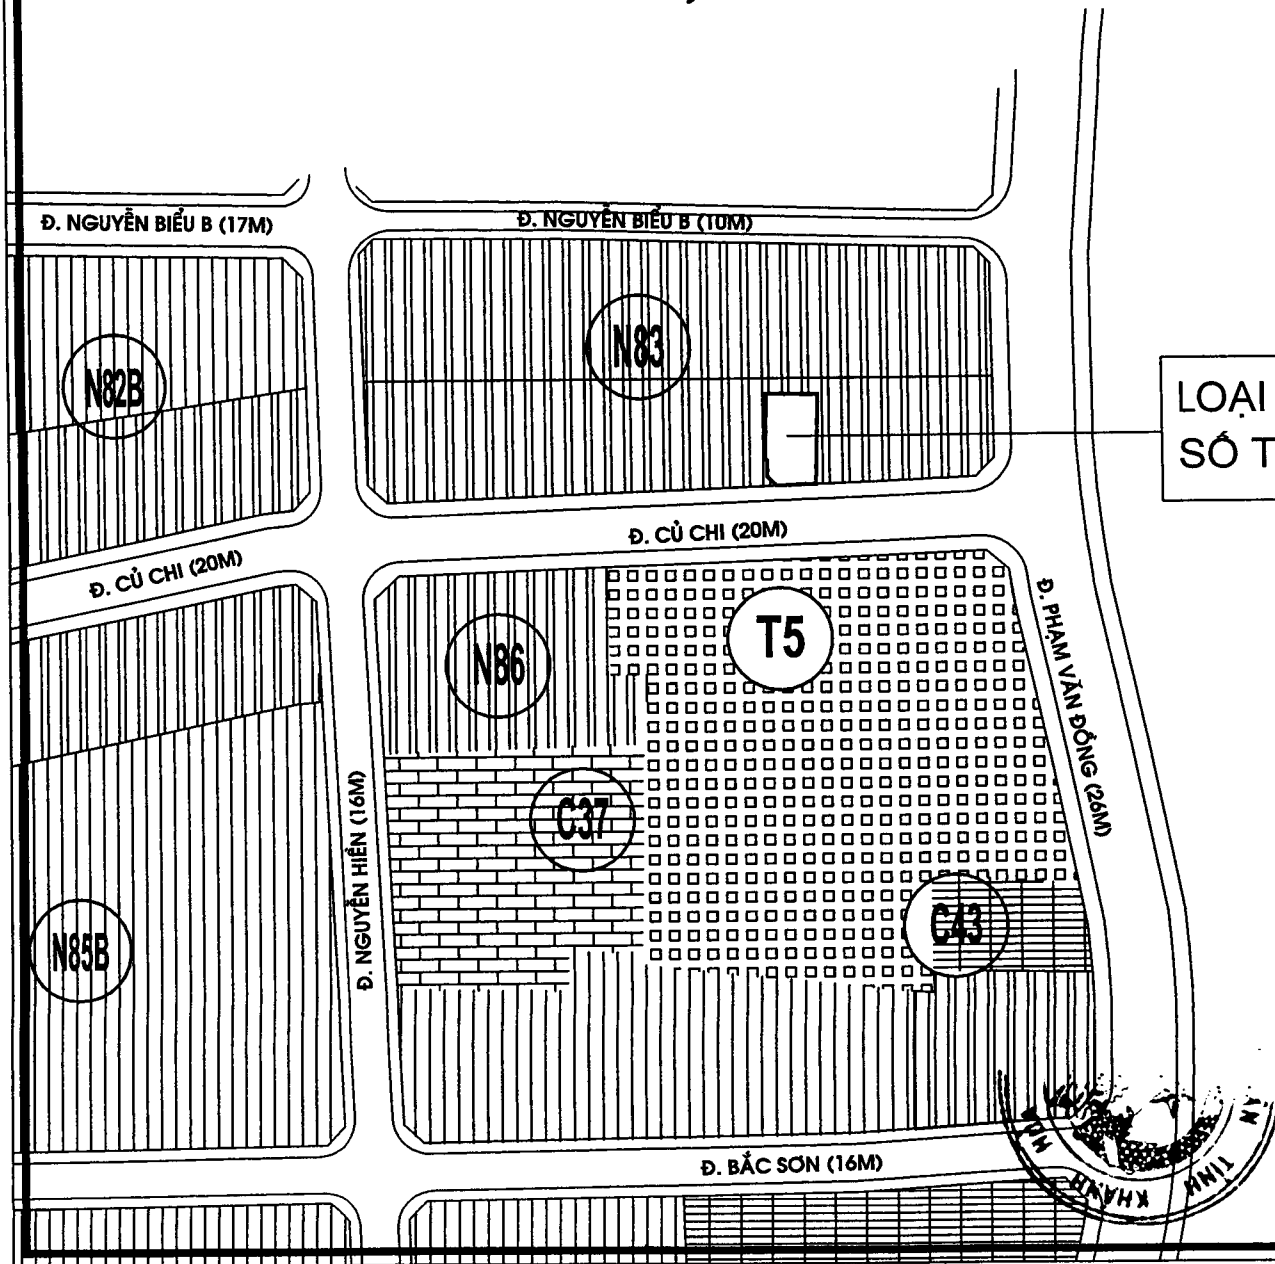 Đ. NGUYỄN BIỂU B (17M)
Đ. NGUYỄN BIỂU B (10M)
N83
N82B
LOẠI
SỐ T
Đ. CỦ CHI (20M)
Đ. CỦ CHI (20M)
Đ. PHẠM VĂN ĐỒNG (26M)
T5
N86
C37
Đ. NGUYỄN HIỀN (16M)
C43
N85B
Đ. BẮC SƠN (16M)
TỈNH KHÁNH HÒA